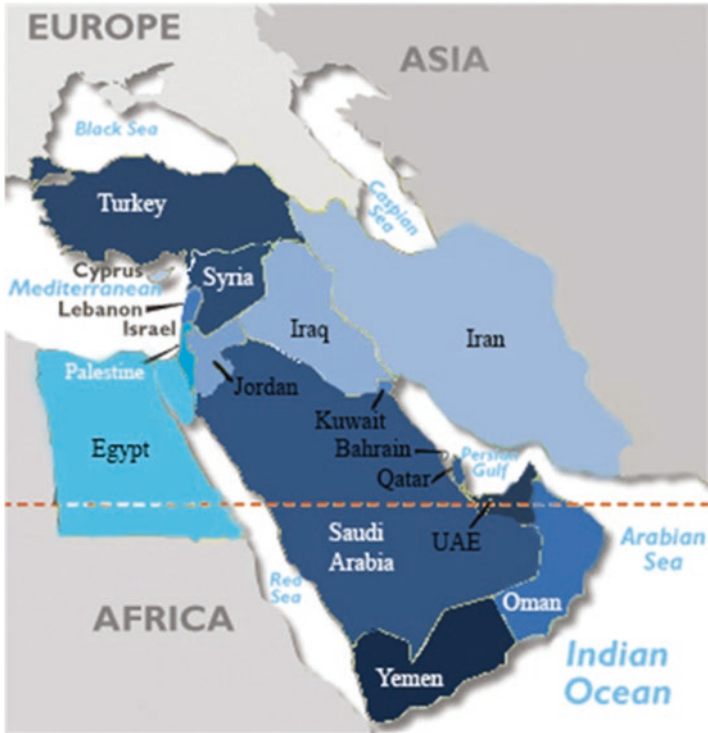 EUROPE
ASIA
Black Sea
Caspian
Sea
Turkey
Cyprus
Mediterranean
Syria
Lebanon
Israel
Iraq
Iran
Palestine
Jordan
Kuwait
Egypt
Bahrain
Persian
Gulf
Qatar
Saudi
Arabia
UAE
Arabian
Sea
Red
Sea
AFRICA
Oman
Yemen
Indian
Ocean